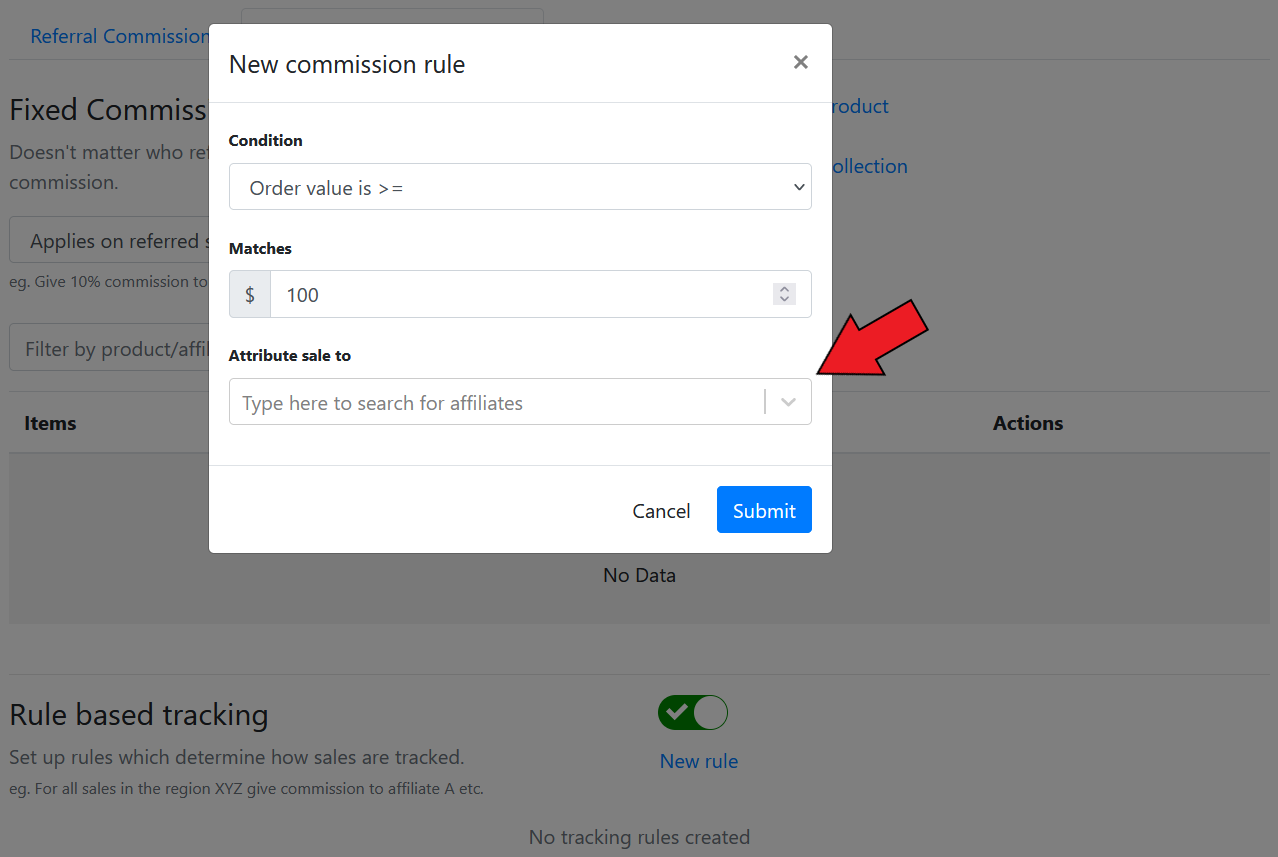 Referral Commission
New commission rule
×
Fixed Commiss
roduct
Condition
Doesn't matter who ref
commission.
ollection
Order value is >=
Applies on referred s
Matches
eg. Give 10% commission to
$ 100
Filter by product/affil
Attribute sale to
Type here to search for affiliates
Items Actions
Cancel Submit
No Data
Rule based tracking
Set up rules which determine how sales are tracked.
New rule
eg. For all sales in the region XYZ give commission to affiliate A etc.
No tracking rules created